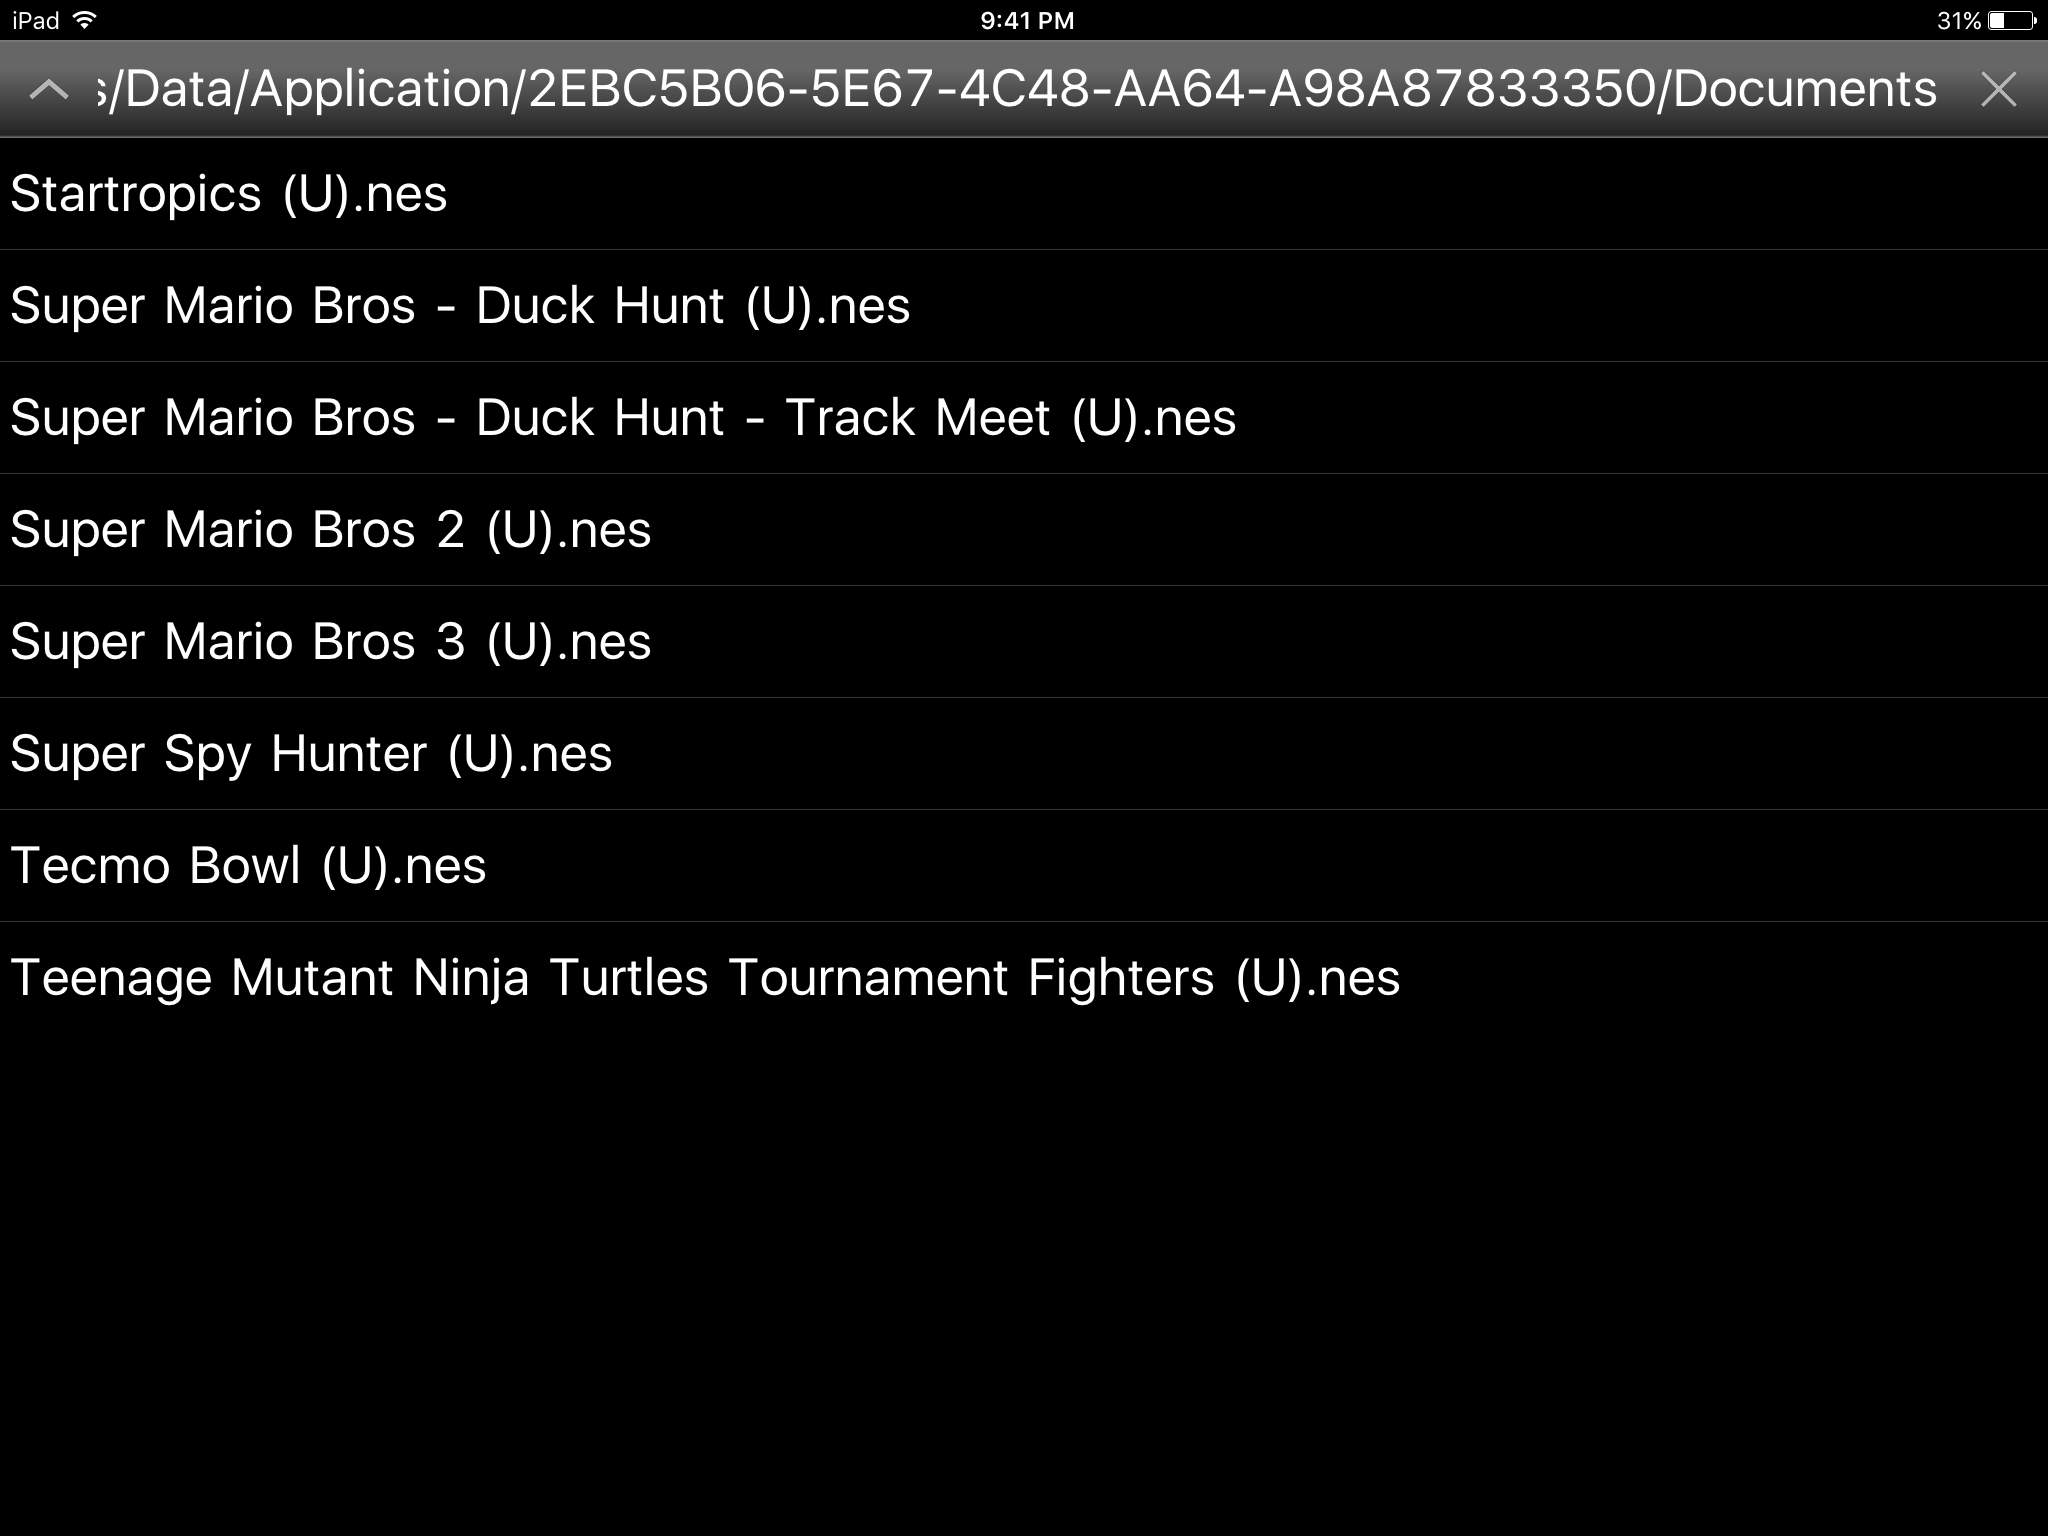 iPad 9:41 PM 31%
s/Data/Application/2EBC5B06-5E67-4C48-AA64-A98A87833350/Documents
Startropics (U).nes
Super Mario Bros - Duck Hunt (U).nes
Super Mario Bros - Duck Hunt - Track Meet (U).nes
Super Mario Bros 2 (U).nes
Super Mario Bros 3 (U).nes
Super Spy Hunter (U).nes
Tecmo Bowl (U).nes
Teenage Mutant Ninja Turtles Tournament Fighters (U).nes